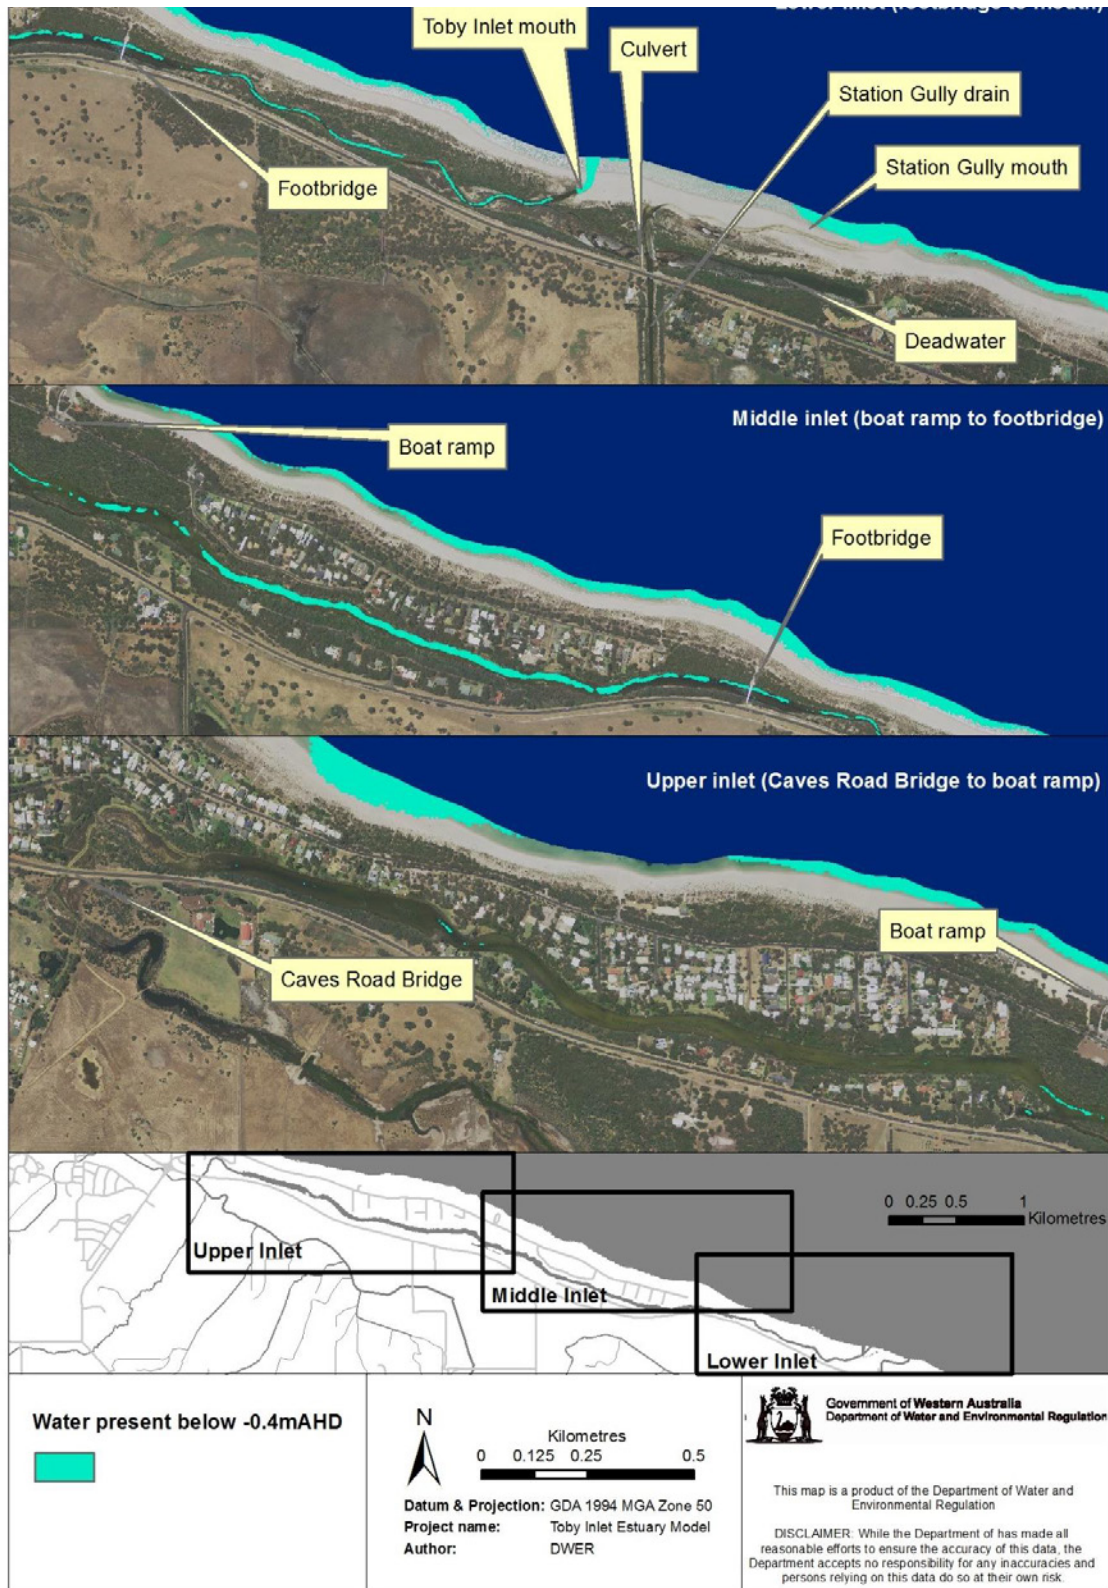 Lower inlet (footbridge to mouth)
Toby Inlet mouth
Culvert
Station Gully drain
Station Gully mouth
Footbridge
Deadwater
Middle inlet (boat ramp to footbridge)
Boat ramp
Footbridge
Upper inlet (Caves Road Bridge to boat ramp)
Boat ramp
Caves Road Bridge
0 0.25 0.5 1
Kilometres
Upper Inlet
Middle Inlet
Lower Inlet
Water present below -0.4mAHD
N
Kilometres
0 0.125 0.25 0.5
Datum & Projection: GDA 1994 MGA Zone 50
Project name: Toby Inlet Estuary Model
Author: DWER
Government of Western Australia
Department of Water and Environmental Regulation
This map is a product of the Department of Water and
Environmental Regulation
DISCLAIMER: While the Department of has made all
reasonable efforts to ensure the accuracy of this data, the
Department accepts no responsibility for any inaccuracies and
persons relying on this data do so at their own risk.